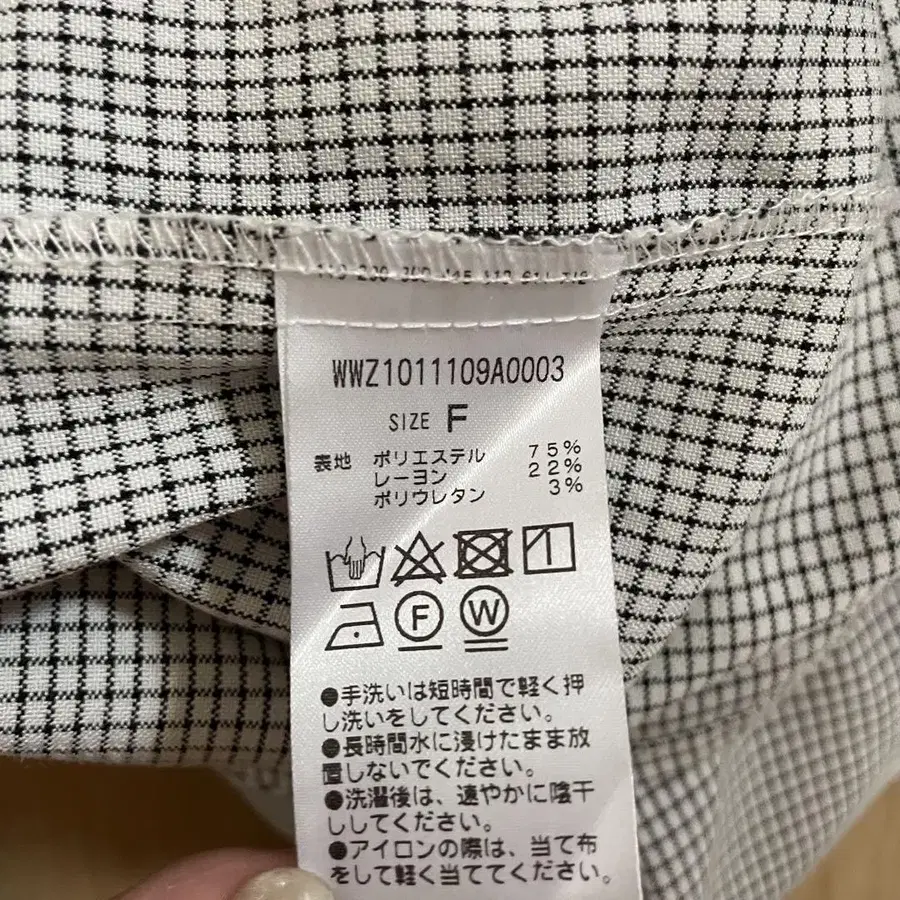 WWZ1011109A0003
SIZE F
表地 ポリエステル 75%
レーヨン 22%
ポリウレタン 3%
F W
●手洗いは短時間で軽く押
し洗いをしてください。
●長時間水に浸けたまま放
置しないでください。
●洗濯後は、速やかに陰干
ししてください。
●アイロンの際は、当て布
をして軽く当ててください。